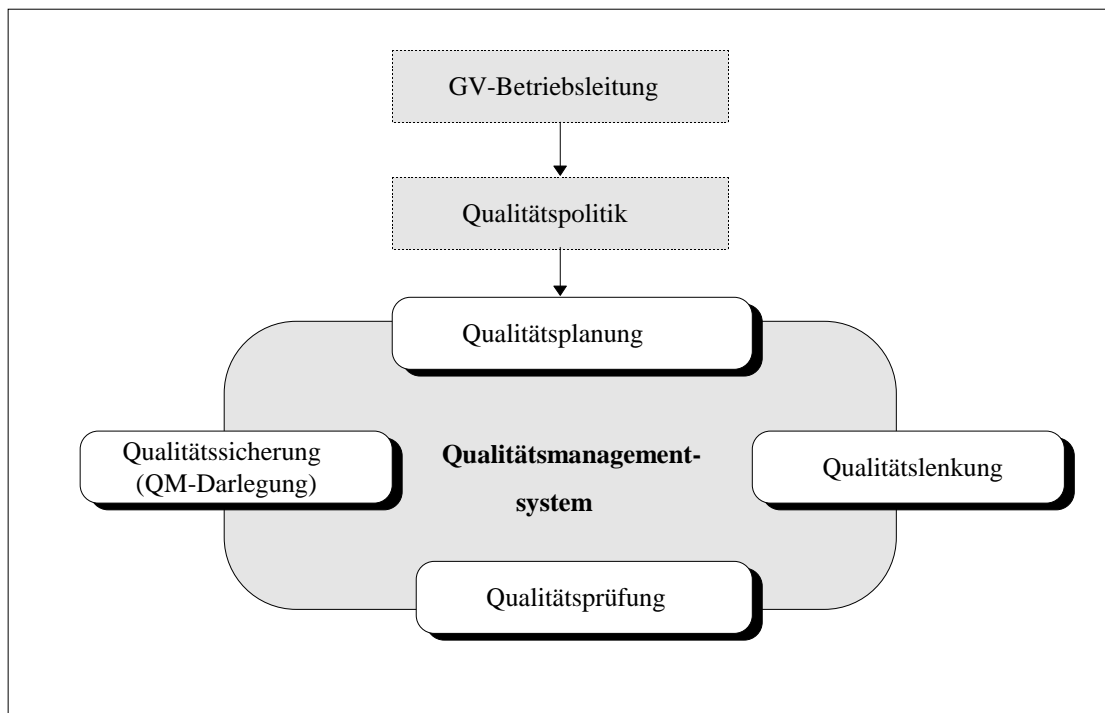 GV-Betriebsleitung
Qualitätspolitik
Qualitätsplanung
Qualitätssicherung
(QM-Darlegung)
Qualitätsmanagement-
system
Qualitätslenkung
Qualitätsprüfung